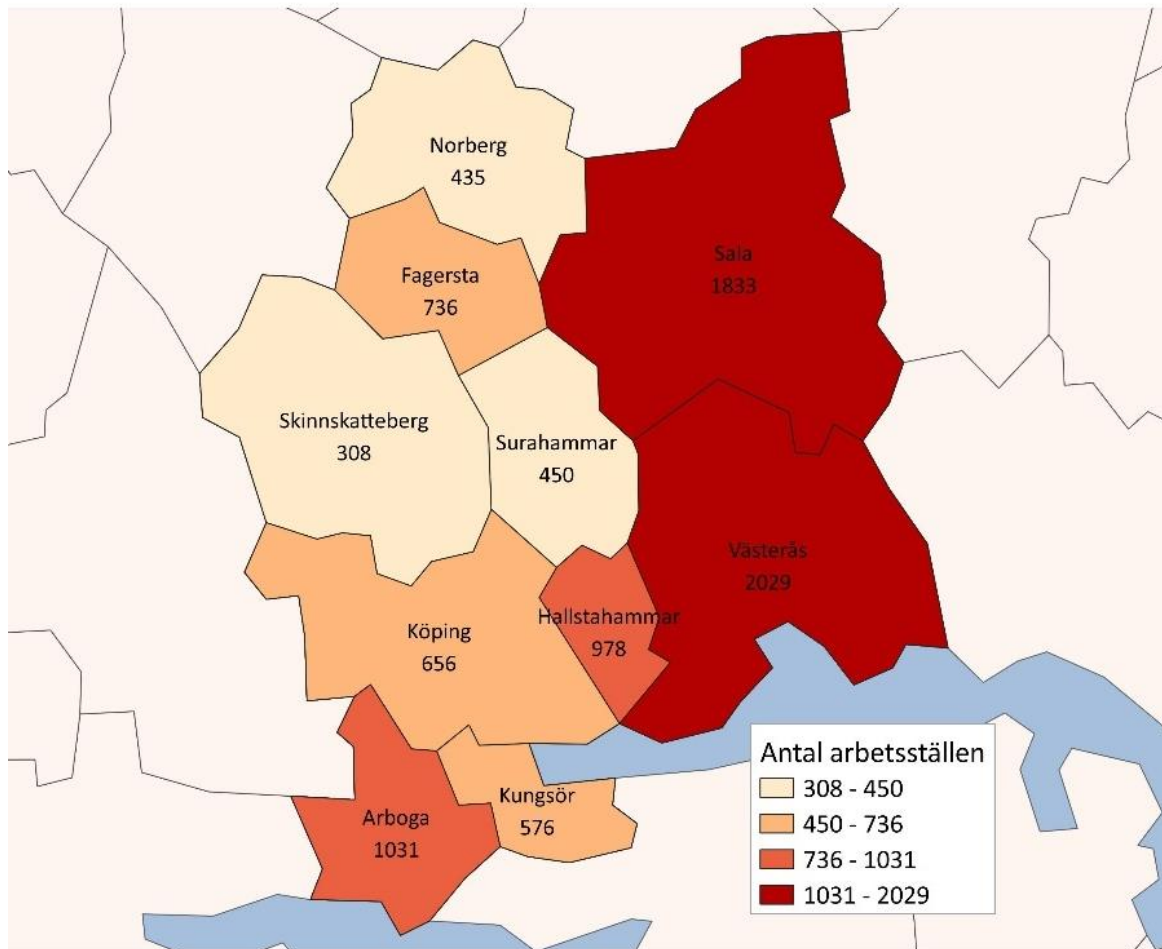 Norberg
435
Sala
1833
Fagersta
736
Skinnskatteberg
308
Surahammar
450
Västerås
2029
Hallstahammar
978
Köping
656
Kungsör
576
Arboga
1031
Antal arbetsställen
308 - 450
450 - 736
736 - 1031
1031 - 2029